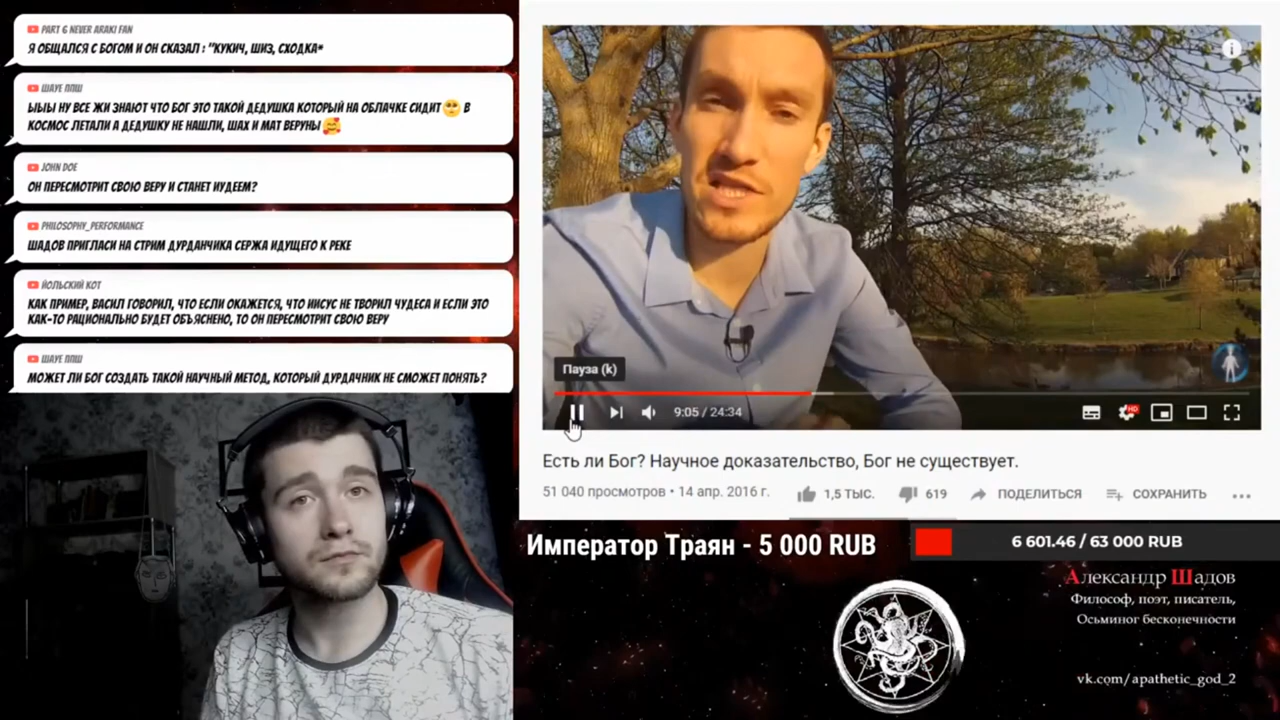 PART 6 NEVER ARAKI FAN
Я ОБЩАЛСЯ С БОГОМ И ОН СКАЗАЛ : "КУКИЧ, ШИЗ, СХОДКА*
ШАУЕ ППШ
ЫЫЫ НУ ВСЕ ЖИ ЗНАЮТ ЧТО БОГ ЭТО ТАКОЙ ДЕДУШКА КОТОРЫЙ НА ОБЛАЧКЕ СИДИТ🥺 В
КОСМОС ЛЕТАЛИ А ДЕДУШКУ НЕ НАШЛИ, ШАХ И МАТ ВЕРУНЫ🥰
JOHN DOE
ОН ПЕРЕСМОТРИТ СВОЮ ВЕРУ И СТАНЕТ ИУДЕЕМ?
PHILOSOPHY_PERFORMANCE
ШАДОВ ПРИГЛАСИ НА СТРИМ ДУРДАНЧИКА СЕРЖА ИДУЩЕГО К РЕКЕ
ЙОЛЬСКИЙ КОТ
КАК ПРИМЕР, ВАСИЛ ГОВОРИЛ, ЧТО ЕСЛИ ОКАЖЕТСЯ, ЧТО ИИСУС НЕ ТВОРИЛ ЧУДЕСА И ЕСЛИ ЭТО
КАК-ТО РАЦИОНАЛЬНО БУДЕТ ОБЪЯСНЕНО, ТО ОН ПЕРЕСМОТРИТ СВОЮ ВЕРУ
ШАУЕ ППШ
МОЖЕТ ЛИ БОГ СОЗДАТЬ ТАКОЙ НАУЧНЫЙ МЕТОД, КОТОРЫЙ ДУРДАЧНИК НЕ СМОЖЕТ ПОНЯТЬ?
Пауза (k)
9:05 / 24:34
HD
Есть ли Бог? Научное доказательство, Бог не существует.
51 040 просмотров • 14 апр. 2016 г.
1,5 ТЫС.
619
ПОДЕЛИТЬСЯ
СОХРАНИТЬ
Император Траян - 5 000 RUB
6 601.46 / 63 000 RUB
Александр Шадов
Философ, поэт, писатель,
Осьминог бесконечности
vk.com/apathetic_god_2